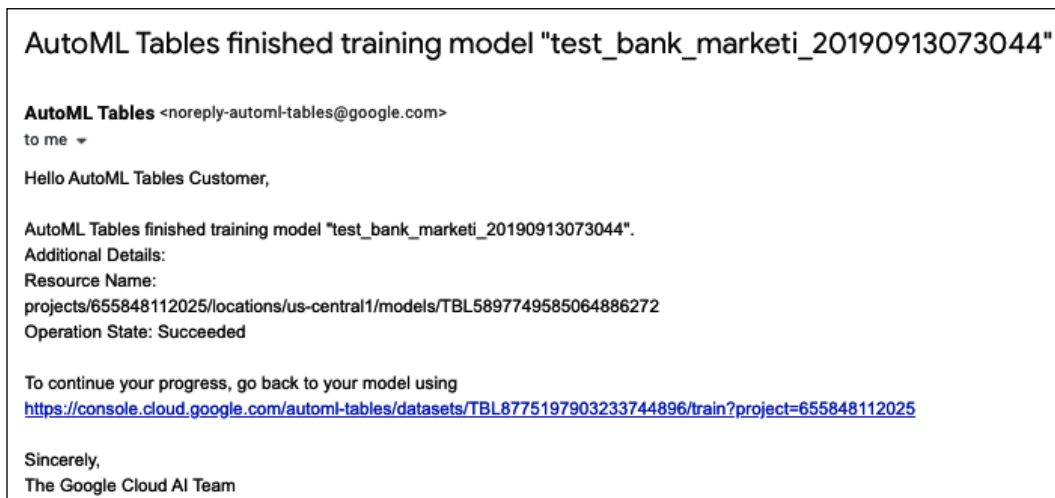 AutoML Tables finished training model "test_bank_marketi_20190913073044"
AutoML Tables <noreply-automl-tables@google.com>
to me
Hello AutoML Tables Customer,
AutoML Tables finished training model "test_bank_marketi_20190913073044".
Additional Details:
Resource Name:
projects/655848112025/locations/us-central1/models/TBL5897749585064886272
Operation State: Succeeded
To continue your progress, go back to your model using
https://console.cloud.google.com/automl-tables/datasets/TBL8775197903233744896/train?project=655848112025
Sincerely,
The Google Cloud AI Team